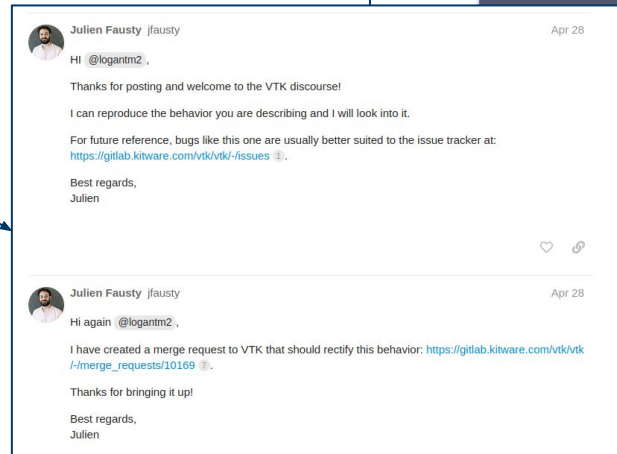 Julien Fausty jfausty Apr 28
HI @logantm2 ,
Thanks for posting and welcome to the VTK discourse!
I can reproduce the behavior you are describing and I will look into it.
For future reference, bugs like this one are usually better suited to the issue tracker at:
https://gitlab.kitware.com/vtk/vtk/-/issues 1 .
Best regards,
Julien
Julien Fausty jfausty Apr 28
Hi again @logantm2 ,
I have created a merge request to VTK that should rectify this behavior: https://gitlab.kitware.com/vtk/vtk
/-/merge_requests/10169 7 .
Thanks for bringing it up!
Best regards,
Julien